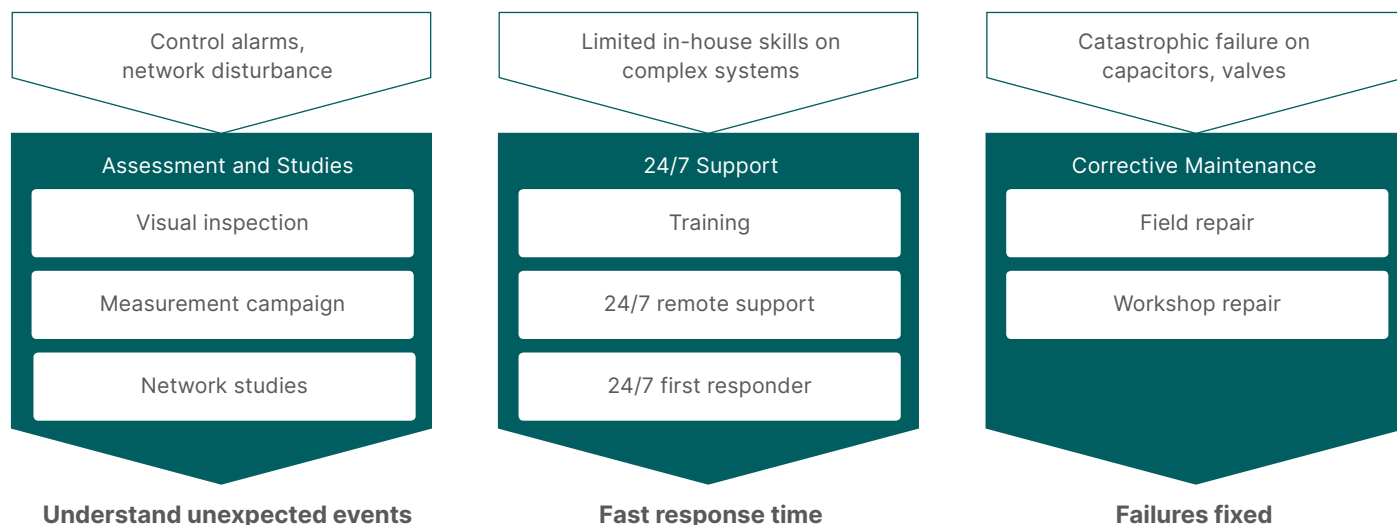 Control alarms,
network disturbance
Assessment and Studies
Visual inspection
Measurement campaign
Network studies
Understand unexpected events
Limited in-house skills on
complex systems
24/7 Support
Training
24/7 remote support
24/7 first responder
Fast response time
Catastrophic failure on
capacitors, valves
Corrective Maintenance
Field repair
Workshop repair
Failures fixed